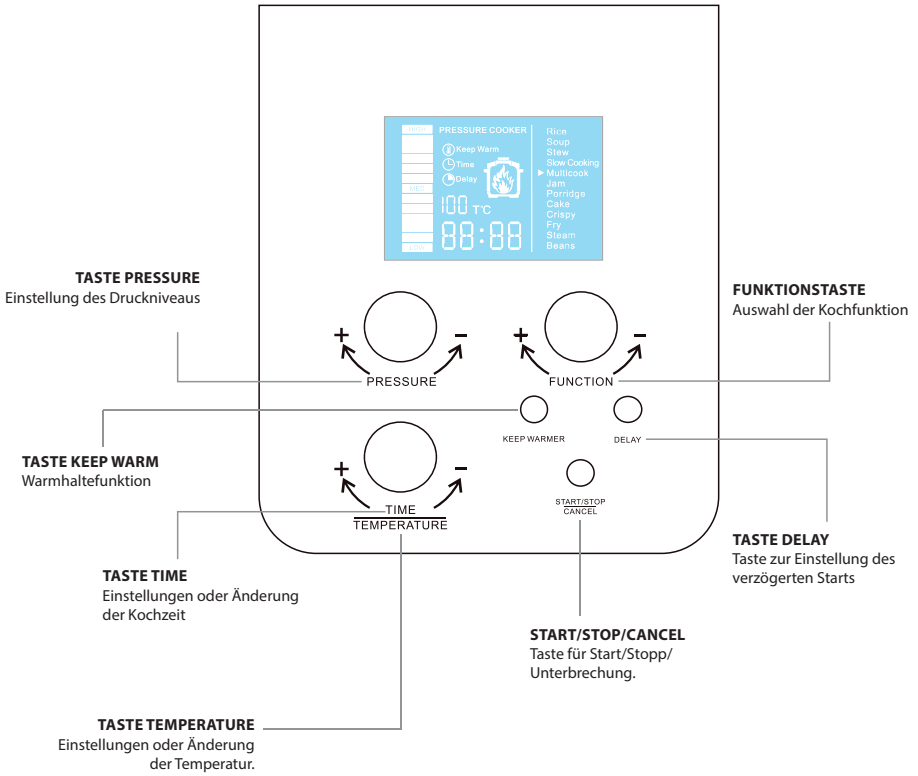 HIGH
PRESSURE COOKER
Keep Warm
Time
Delay
MED
100 T°C
88:88
LOW
Rice
Soup
Stew
Slow Cooking
Multicook
Jam
Porridge
Cake
Crispy
Fry
Steam
Beans
TASTE PRESSURE
Einstellung des Druckniveaus
FUNKTIONSTASTE
Auswahl der Kochfunktion
+ −
PRESSURE
+ −
FUNCTION
KEEP WARMER
DELAY
TASTE KEEP WARM
Warmhaltefunktion
+ −
TIME
TEMPERATURE
START/STOP
CANCEL
TASTE DELAY
Taste zur Einstellung des
verzögerten Starts
TASTE TIME
Einstellungen oder Änderung
der Kochzeit
START/STOP/CANCEL
Taste für Start/Stopp/
Unterbrechung.
TASTE TEMPERATURE
Einstellungen oder Änderung
der Temperatur.